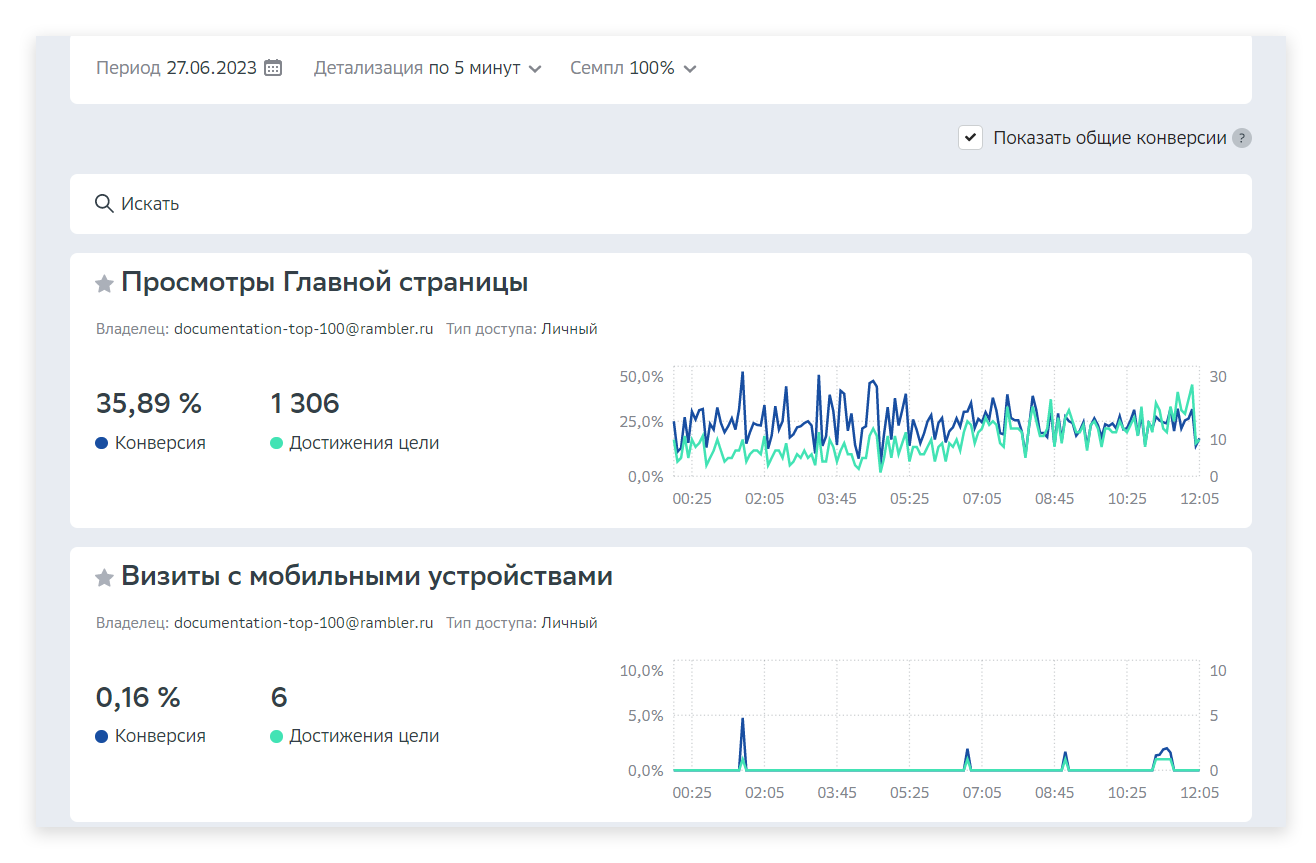 Период 27.06.2023 Детализация по 5 минут Семпл 100%
Показать общие конверсии ?
Искать
Просмотры Главной страницы
Владелец: documentation-top-100@rambler.ru Тип доступа: Личный
35,89 % 1 306
Конверсия Достижения цели
50,0% 30
25,0% 10
0,0% 0
00:25 02:05 03:45 05:25 07:05 08:45 10:25 12:05
Визиты с мобильными устройствами
Владелец: documentation-top-100@rambler.ru Тип доступа: Личный
0,16 % 6
Конверсия Достижения цели
10,0% 10
5,0% 5
0,0% 0
00:25 02:05 03:45 05:25 07:05 08:45 10:25 12:05